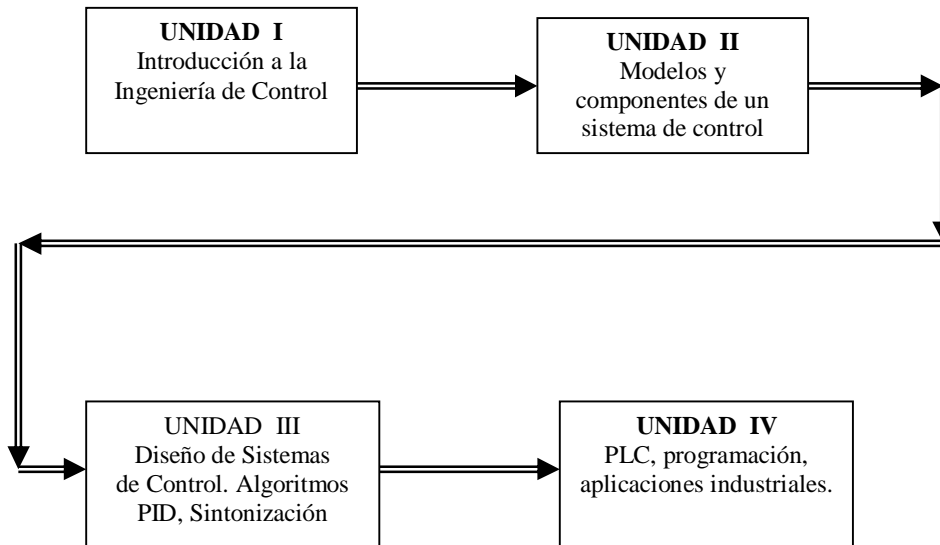 UNIDAD I
Introducción a la
Ingeniería de Control
UNIDAD II
Modelos y
componentes de un
sistema de control
UNIDAD III
Diseño de Sistemas
de Control. Algoritmos
PID, Sintonización
UNIDAD IV
PLC, programación,
aplicaciones industriales.